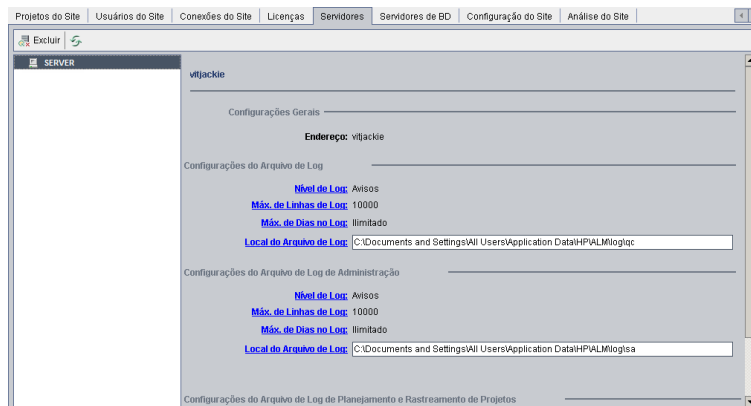 Projetos do Site Usuários do Site Conexões do Site Licenças Servidores Servidores de BD Configuração do Site Análise do Site
Excluir
SERVER
vitjackie
Configurações Gerais
Endereço: vitjackie
Configurações do Arquivo de Log
Nível de Log: Avisos
Máx. de Linhas de Log: 10000
Máx. de Dias no Log: Ilimitado
Local do Arquivo de Log: C:\Documents and Settings\All Users\Application Data\HP\ALM\log\qc
Configurações do Arquivo de Log de Administração
Nível de Log: Avisos
Máx. de Linhas de Log: 10000
Máx. de Dias no Log: Ilimitado
Local do Arquivo de Log: C:\Documents and Settings\All Users\Application Data\HP\ALM\log\sa
Configurações do Arquivo de Log de Planejamento e Rastreamento de Projetos